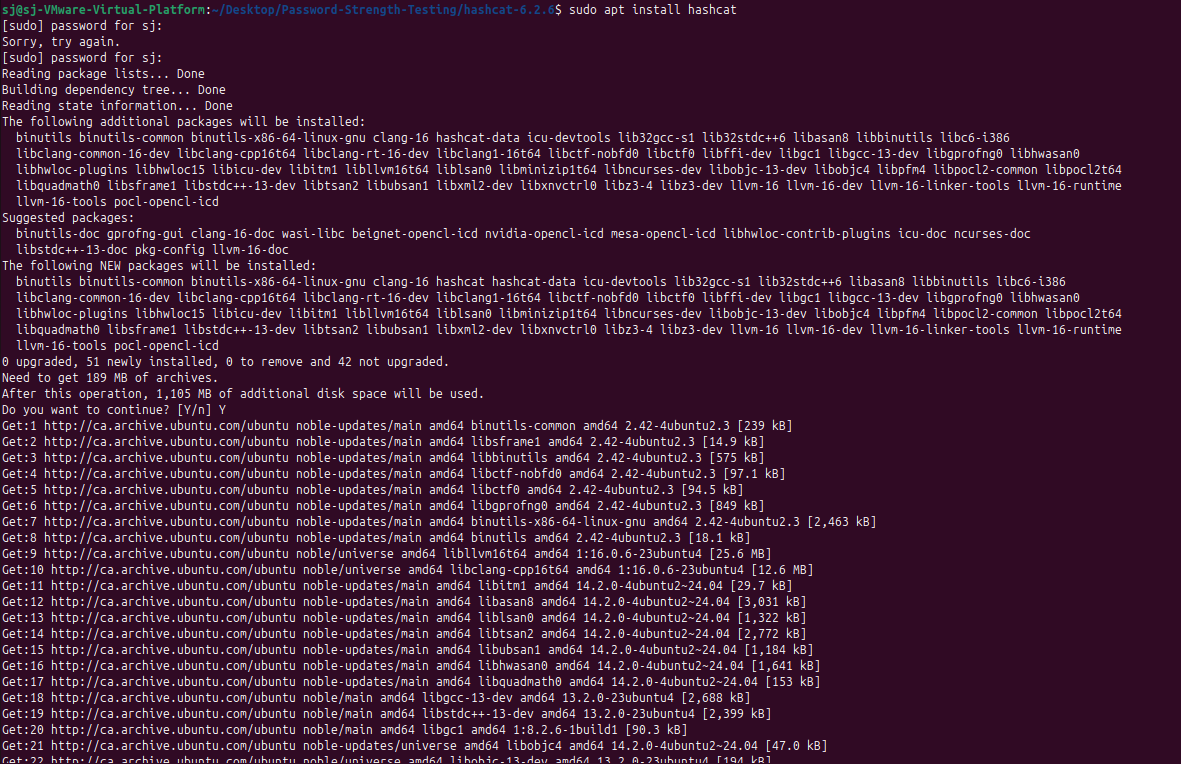 sj@sj-VMware-Virtual-Platform:~/Desktop/Password-Strength-Testing/hashcat-6.2.6$ sudo apt install hashcat
[sudo] password for sj:
Sorry, try again.
[sudo] password for sj:
Reading package lists... Done
Building dependency tree... Done
Reading state information... Done
The following additional packages will be installed:
  binutils binutils-common binutils-x86-64-linux-gnu clang-16 hashcat-data icu-devtools lib32gcc-s1 lib32stdc++6 libasan8 libbinutils libc6-i386
  libclang-common-16-dev libclang-cpp16t64 libclang-rt-16-dev libclang1-16t64 libctf-nobfd0 libctf0 libffi-dev libgc1 libgcc-13-dev libgprofng0 libhwasan0
  libhwloc-plugins libhwloc15 libicu-dev libitm1 libllvm16t64 liblsan0 libminizip1t64 libncurses-dev libobjc-13-dev libobjc4 libpfm4 libpocl2-common libpocl2t64
  libquadmath0 libsframe1 libstdc++-13-dev libtsan2 libubsan1 libxml2-dev libxnvctrl0 libz3-4 libz3-dev llvm-16 llvm-16-dev llvm-16-linker-tools llvm-16-runtime
  llvm-16-tools pocl-opencl-icd
Suggested packages:
  binutils-doc gprofng-gui clang-16-doc wasi-libc beignet-opencl-icd nvidia-opencl-icd mesa-opencl-icd libhwloc-contrib-plugins icu-doc ncurses-doc
  libstdc++-13-doc pkg-config llvm-16-doc
The following NEW packages will be installed:
  binutils binutils-common binutils-x86-64-linux-gnu clang-16 hashcat hashcat-data icu-devtools lib32gcc-s1 lib32stdc++6 libasan8 libbinutils libc6-i386
  libclang-common-16-dev libclang-cpp16t64 libclang-rt-16-dev libclang1-16t64 libctf-nobfd0 libctf0 libffi-dev libgc1 libgcc-13-dev libgprofng0 libhwasan0
  libhwloc-plugins libhwloc15 libicu-dev libitm1 libllvm16t64 liblsan0 libminizip1t64 libncurses-dev libobjc-13-dev libobjc4 libpfm4 libpocl2-common libpocl2t64
  libquadmath0 libsframe1 libstdc++-13-dev libtsan2 libubsan1 libxml2-dev libxnvctrl0 libz3-4 libz3-dev llvm-16 llvm-16-dev llvm-16-linker-tools llvm-16-runtime
  llvm-16-tools pocl-opencl-icd
0 upgraded, 51 newly installed, 0 to remove and 42 not upgraded.
Need to get 189 MB of archives.
After this operation, 1,105 MB of additional disk space will be used.
Do you want to continue? [Y/n] Y
Get:1 http://ca.archive.ubuntu.com/ubuntu noble-updates/main amd64 binutils-common amd64 2.42-4ubuntu2.3 [239 kB]
Get:2 http://ca.archive.ubuntu.com/ubuntu noble-updates/main amd64 libsframe1 amd64 2.42-4ubuntu2.3 [14.9 kB]
Get:3 http://ca.archive.ubuntu.com/ubuntu noble-updates/main amd64 libbinutils amd64 2.42-4ubuntu2.3 [575 kB]
Get:4 http://ca.archive.ubuntu.com/ubuntu noble-updates/main amd64 libctf-nobfd0 amd64 2.42-4ubuntu2.3 [97.1 kB]
Get:5 http://ca.archive.ubuntu.com/ubuntu noble-updates/main amd64 libctf0 amd64 2.42-4ubuntu2.3 [94.5 kB]
Get:6 http://ca.archive.ubuntu.com/ubuntu noble-updates/main amd64 libgprofng0 amd64 2.42-4ubuntu2.3 [849 kB]
Get:7 http://ca.archive.ubuntu.com/ubuntu noble-updates/main amd64 binutils-x86-64-linux-gnu amd64 2.42-4ubuntu2.3 [2,463 kB]
Get:8 http://ca.archive.ubuntu.com/ubuntu noble-updates/main amd64 binutils amd64 2.42-4ubuntu2.3 [18.1 kB]
Get:9 http://ca.archive.ubuntu.com/ubuntu noble/universe amd64 libllvm16t64 amd64 1:16.0.6-23ubuntu4 [25.6 MB]
Get:10 http://ca.archive.ubuntu.com/ubuntu noble/universe amd64 libclang-cpp16t64 amd64 1:16.0.6-23ubuntu4 [12.6 MB]
Get:11 http://ca.archive.ubuntu.com/ubuntu noble-updates/main amd64 libitm1 amd64 14.2.0-4ubuntu2~24.04 [29.7 kB]
Get:12 http://ca.archive.ubuntu.com/ubuntu noble-updates/main amd64 libasan8 amd64 14.2.0-4ubuntu2~24.04 [3,031 kB]
Get:13 http://ca.archive.ubuntu.com/ubuntu noble-updates/main amd64 liblsan0 amd64 14.2.0-4ubuntu2~24.04 [1,322 kB]
Get:14 http://ca.archive.ubuntu.com/ubuntu noble-updates/main amd64 libtsan2 amd64 14.2.0-4ubuntu2~24.04 [2,772 kB]
Get:15 http://ca.archive.ubuntu.com/ubuntu noble-updates/main amd64 libubsan1 amd64 14.2.0-4ubuntu2~24.04 [1,184 kB]
Get:16 http://ca.archive.ubuntu.com/ubuntu noble-updates/main amd64 libhwasan0 amd64 14.2.0-4ubuntu2~24.04 [1,641 kB]
Get:17 http://ca.archive.ubuntu.com/ubuntu noble-updates/main amd64 libquadmath0 amd64 14.2.0-4ubuntu2~24.04 [153 kB]
Get:18 http://ca.archive.ubuntu.com/ubuntu noble/main amd64 libgcc-13-dev amd64 13.2.0-23ubuntu4 [2,688 kB]
Get:19 http://ca.archive.ubuntu.com/ubuntu noble/main amd64 libstdc++-13-dev amd64 13.2.0-23ubuntu4 [2,399 kB]
Get:20 http://ca.archive.ubuntu.com/ubuntu noble/main amd64 libgc1 amd64 1:8.2.6-1build1 [90.3 kB]
Get:21 http://ca.archive.ubuntu.com/ubuntu noble-updates/universe amd64 libobjc4 amd64 14.2.0-4ubuntu2~24.04 [47.0 kB]
Get:22 http://ca.archive.ubuntu.com/ubuntu noble/universe amd64 libobjc-13-dev amd64 13.2.0-23ubuntu4 [194 kB]